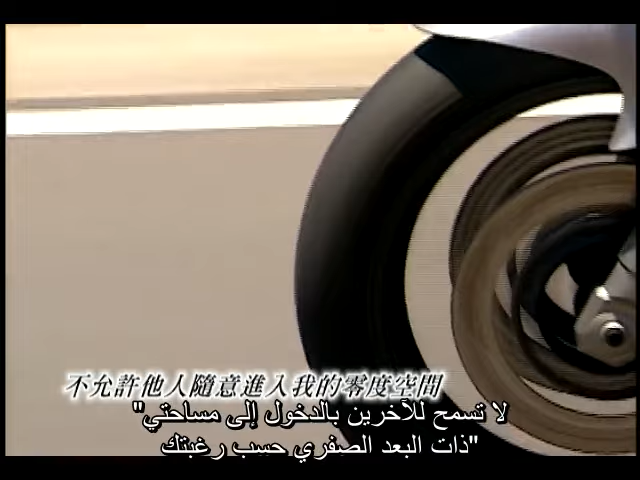 不允許他人隨意進入我的零度空間
"لا تسمح للآخرين بالدخول إلى مساحتي
ذات البعد الصفري حسب رغبتك"